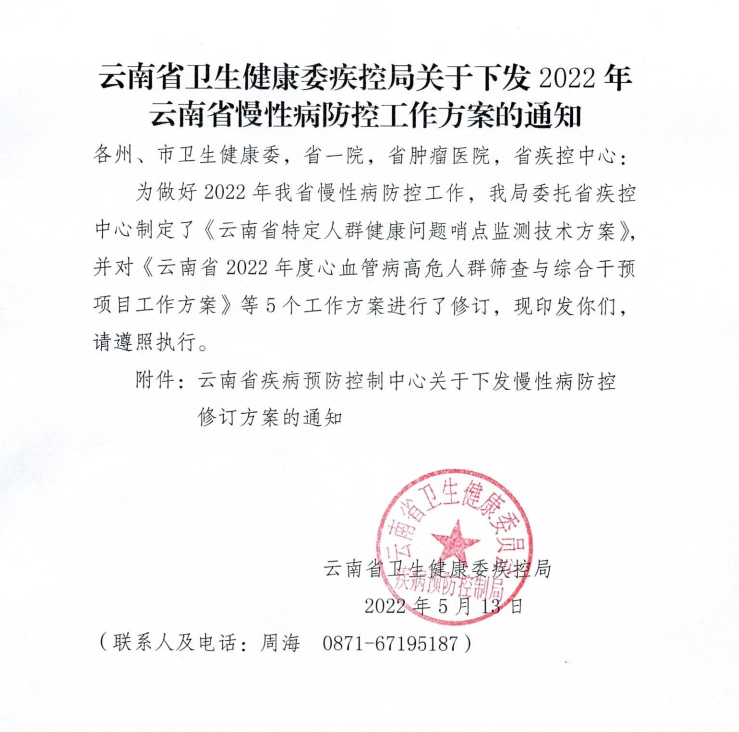 云南省卫生健康委疾控局关于下发 2022 年
云南省慢性病防控工作方案的通知
各州、市卫生健康委，省一院，省肿瘤医院，省疾控中心：
为做好 2022 年我省慢性病防控工作，我局委托省疾控
中心制定了《云南省特定人群健康问题哨点监测技术方案》，
并对《云南省 2022 年度心血管病高危人群筛查与综合干预
项目工作方案》等 5 个工作方案进行了修订，现印发你们，
请遵照执行。
附件：云南省疾病预防控制中心关于下发慢性病防控
修订方案的通知
云南省卫生健康委员会
云南省卫生健康委疾控局
疾病预防控制局
2022 年 5 月 13 日
（联系人及电话：周海 0871-67195187）